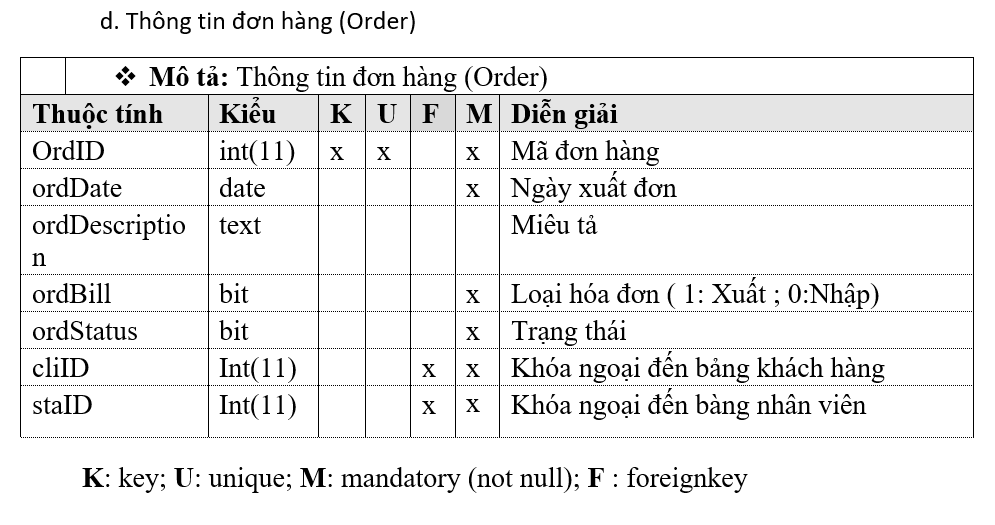 d. Thông tin đơn hàng (Order)
❖ Mô tả: Thông tin đơn hàng (Order)
Thuộc tính Kiểu K U F M Diễn giải
OrdID int(11) x x x Mã đơn hàng
ordDate date x Ngày xuất đơn
ordDescriptio text Miêu tả
n
ordBill bit x Loại hóa đơn ( 1: Xuất ; 0:Nhập)
ordStatus bit x Trạng thái
cliID Int(11) x x Khóa ngoại đến bảng khách hàng
staID Int(11) x x Khóa ngoại đến bàng nhân viên
K: key; U: unique; M: mandatory (not null); F : foreignkey